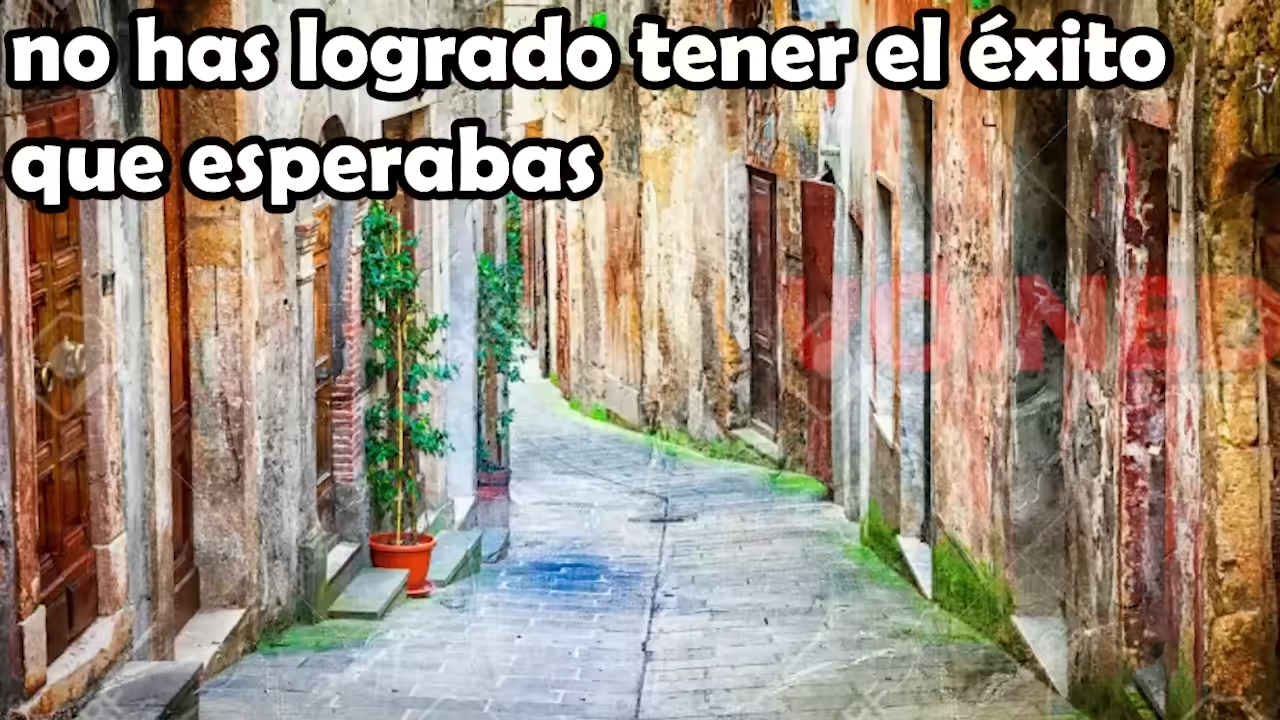 no has logrado tener el éxito
que esperabas